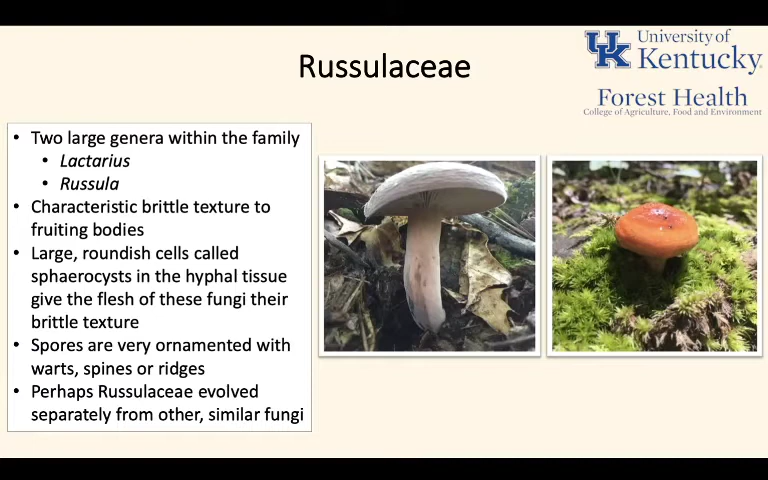 Russulaceae
University of
Kentucky
Forest Health
College of Agriculture, Food and Environment
• Two large genera within the family
• Lactarius
• Russula
• Characteristic brittle texture to
fruiting bodies
• Large, roundish cells called
sphaerocysts in the hyphal tissue
give the flesh of these fungi their
brittle texture
• Spores are very ornamented with
warts, spines or ridges
• Perhaps Russulaceae evolved
separately from other, similar fungi